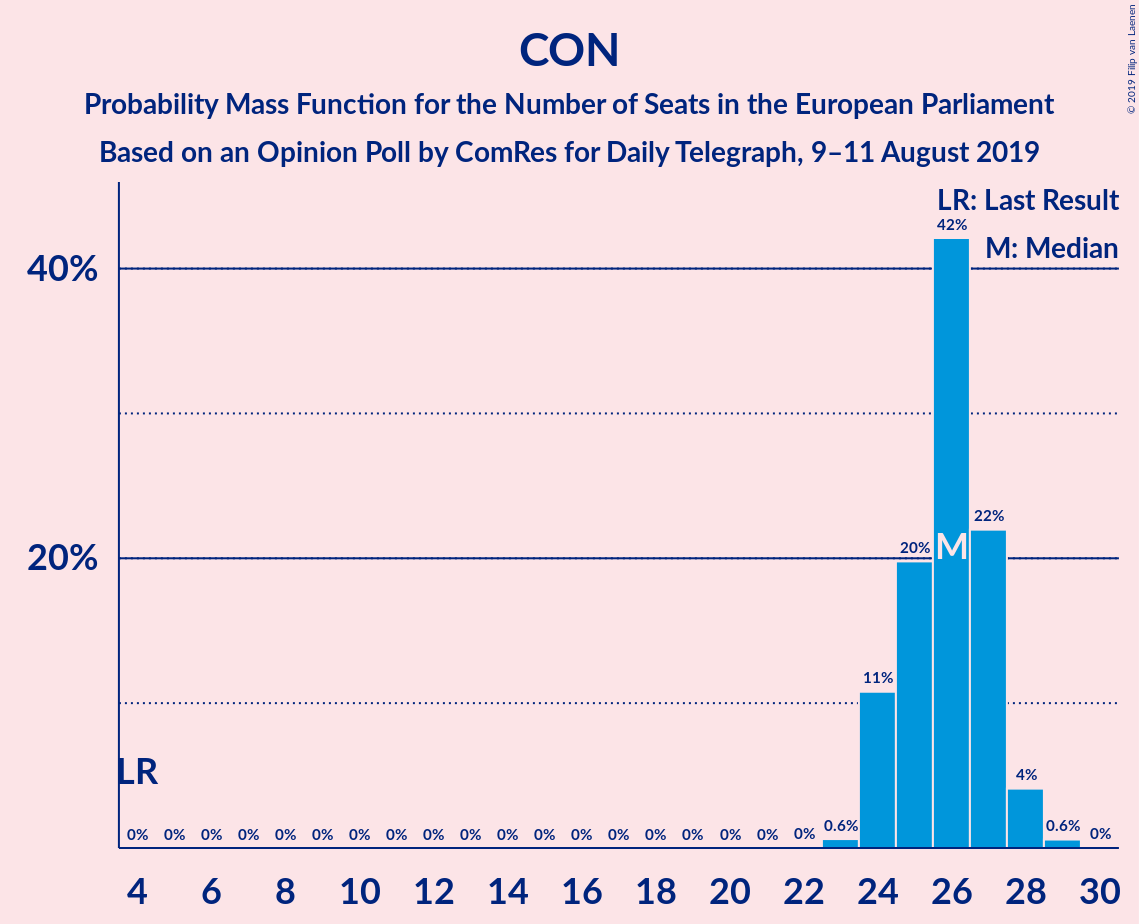 CON
Probability Mass Function for the Number of Seats in the European Parliament
Based on an Opinion Poll by ComRes for Daily Telegraph, 9–11 August 2019
© 2019 Filip van Laenen
LR: Last Result
M: Median
40%
20%
LR
M
0% 0% 0% 0% 0% 0% 0% 0% 0% 0% 0% 0% 0% 0% 0% 0% 0% 0% 0% 0.6% 11% 20% 42% 22% 4% 0.6% 0%
4 6 8 10 12 14 16 18 20 22 24 26 28 30